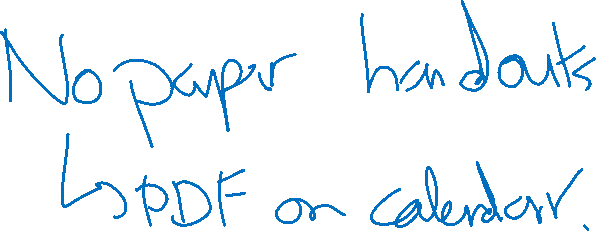 No paper handouts
↳ PDF on calendar.